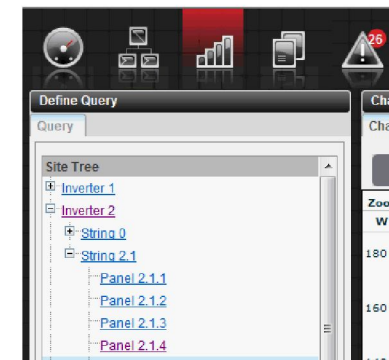 26
Define Query
Cha
Query
Cha
Site Tree
Inverter 1
Inverter 2
Zoo
W
String 0
String 2.1
180
Panel 2.1.1
Panel 2.1.2
160
Panel 2.1.3
Panel 2.1.4